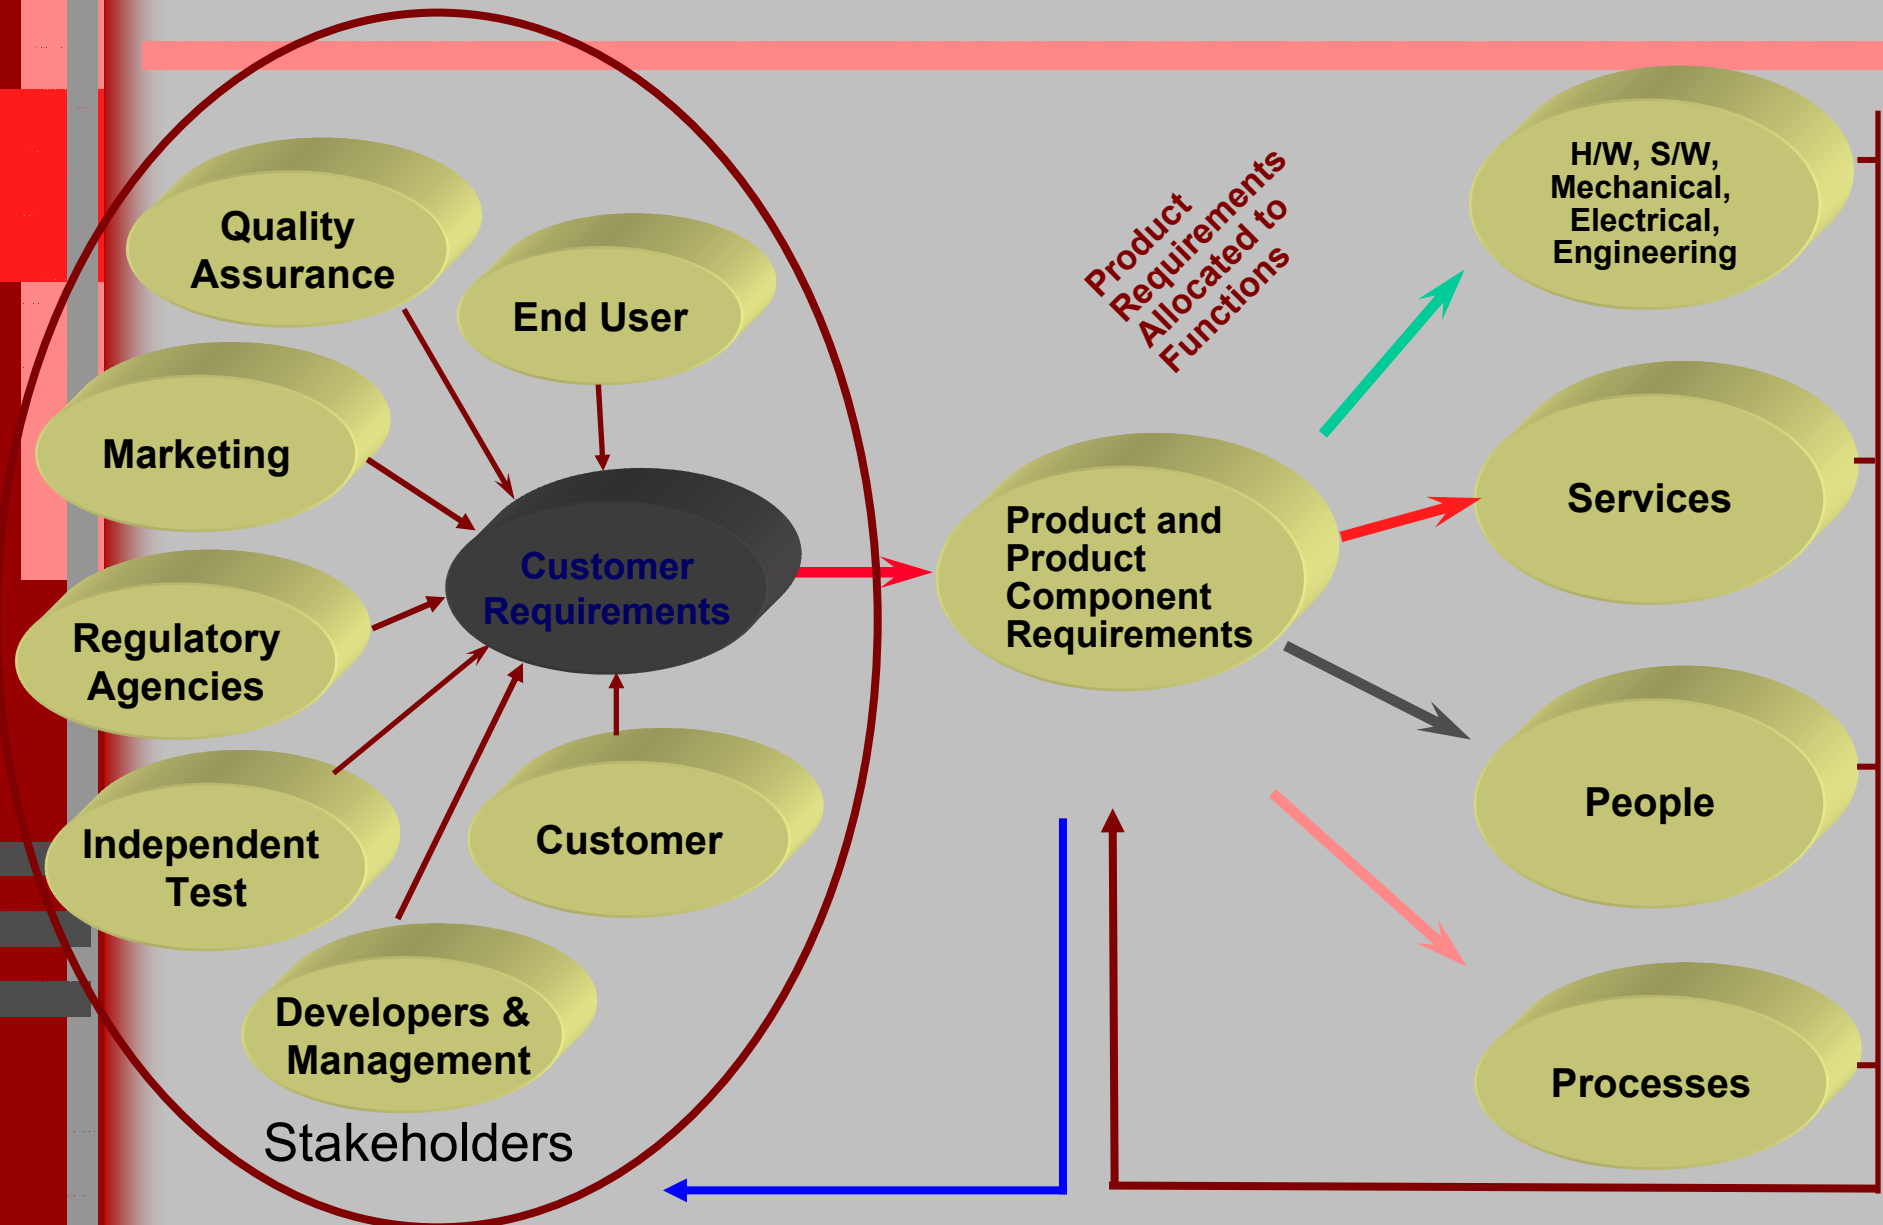 Quality
Assurance
End User
Marketing
Customer
Requirements
Regulatory
Agencies
Independent
Test
Customer
Developers &
Management
Stakeholders
Product
Requirements
Allocated to
Functions
Product and
Product
Component
Requirements
H/W, S/W,
Mechanical,
Electrical,
Engineering
Services
People
Processes